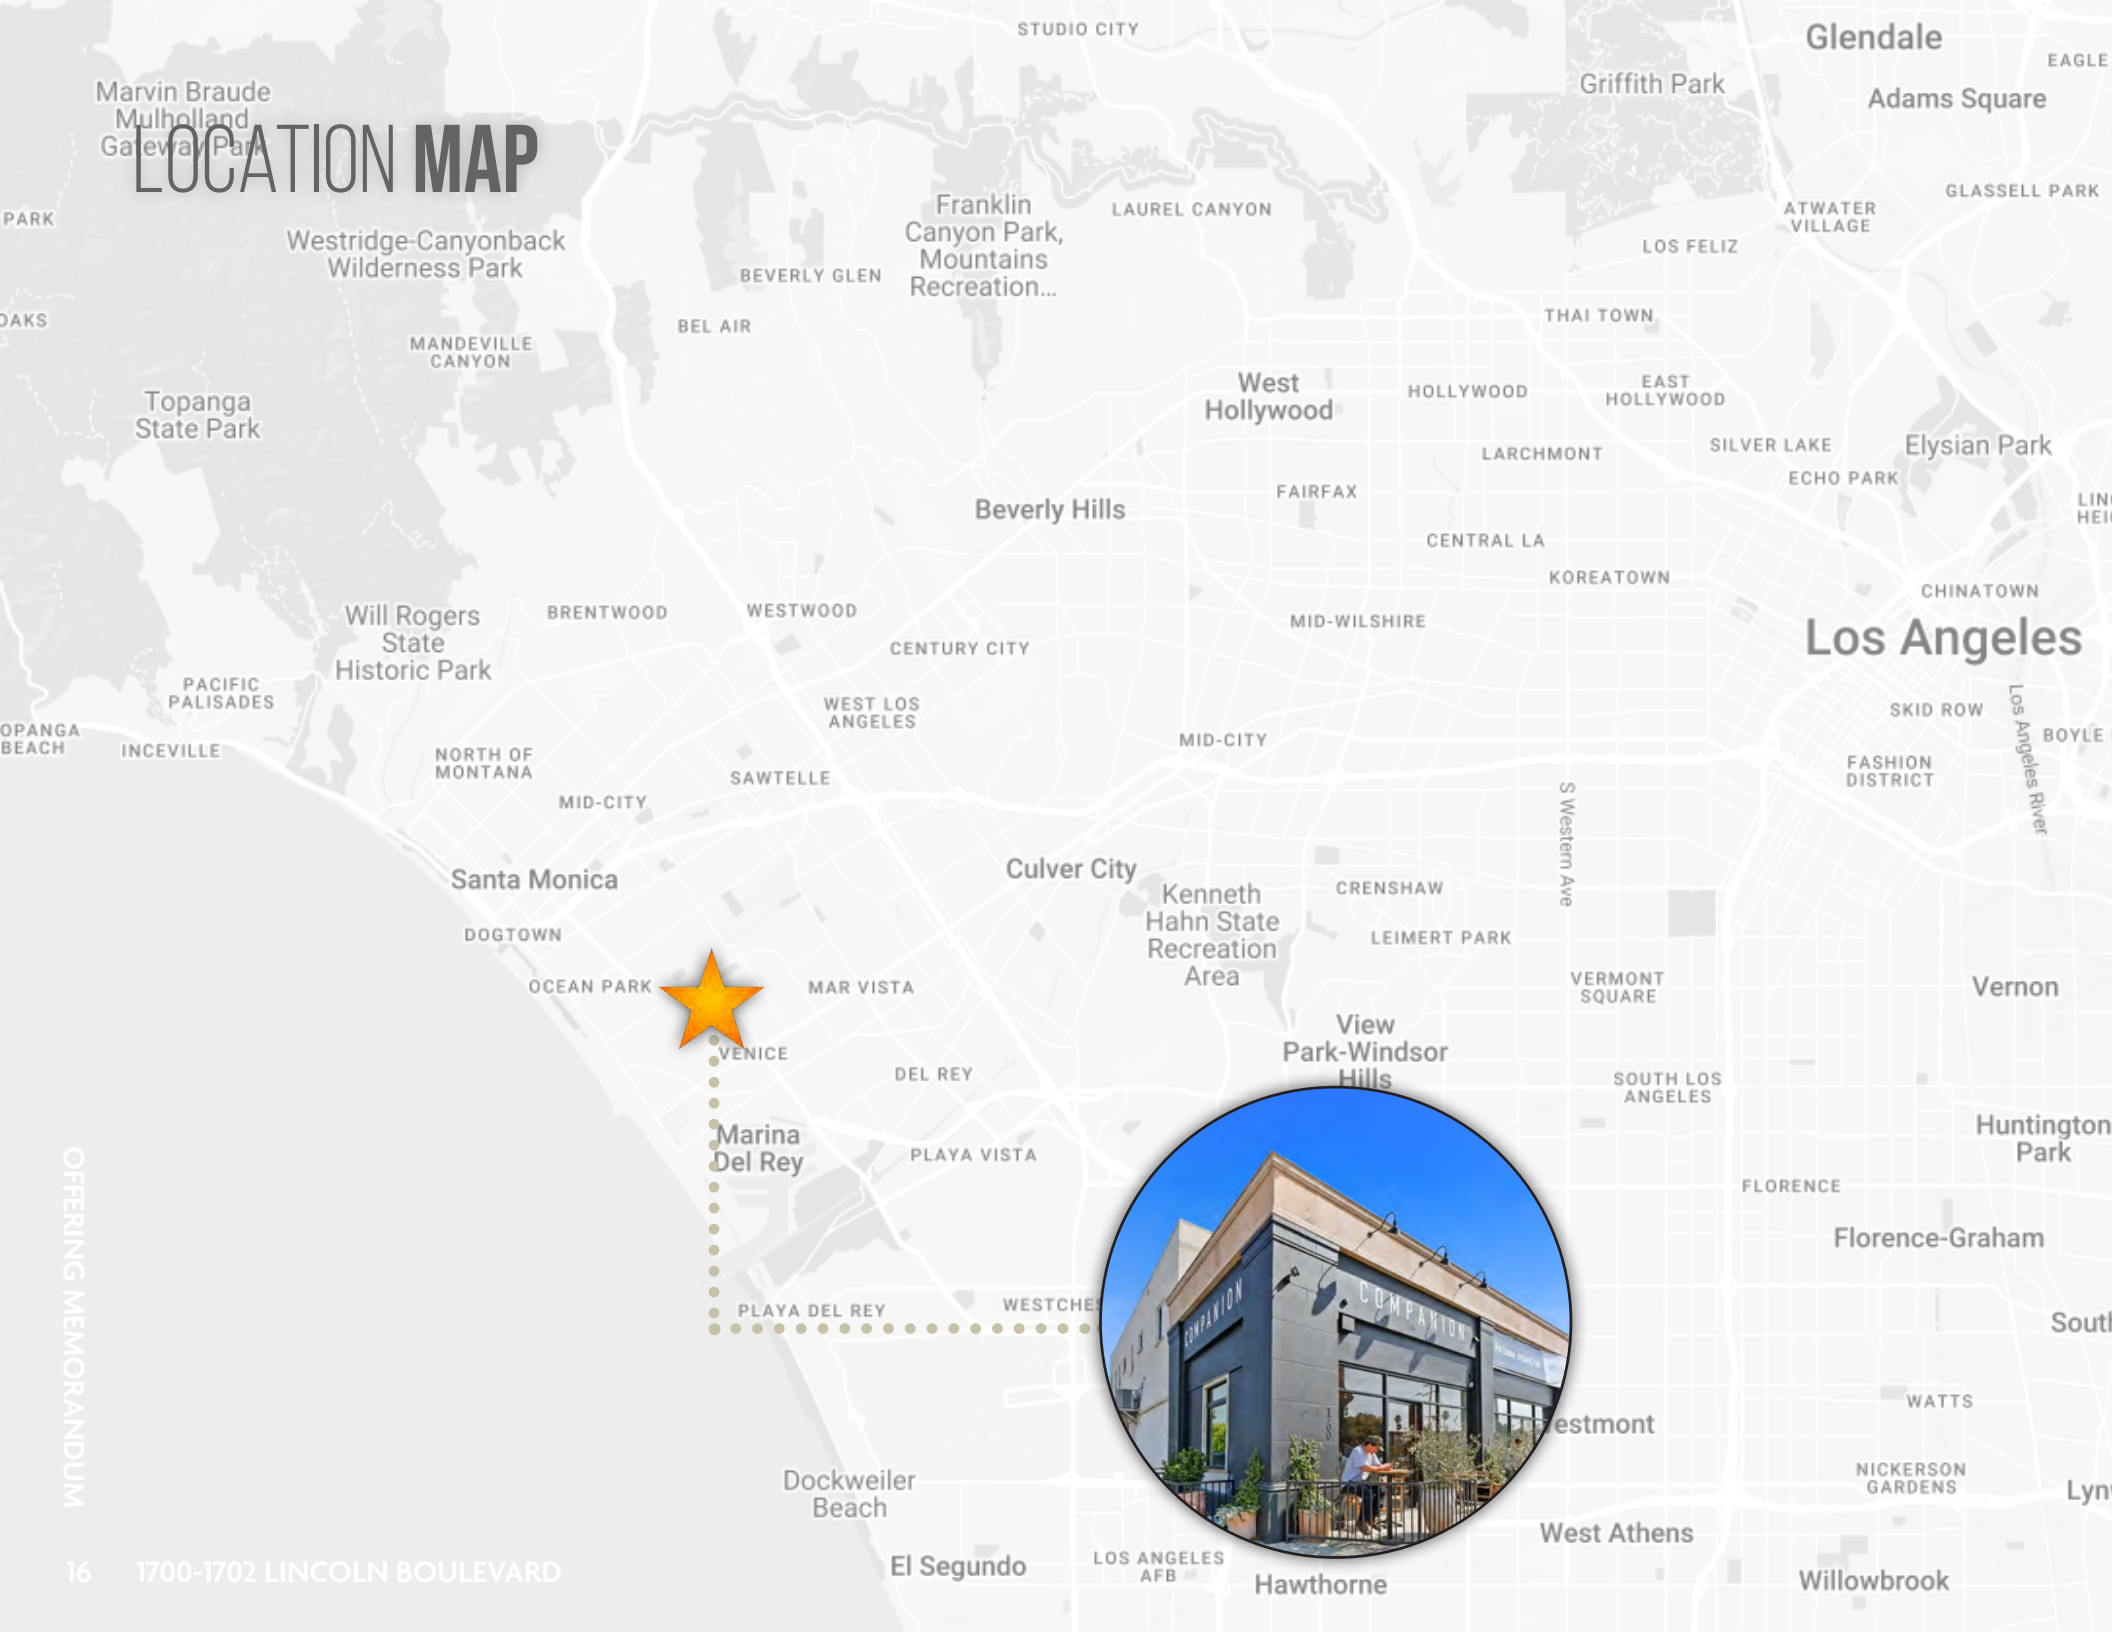 STUDIO CITY
Glendale
EAGLE
Marvin Braude
Mulholland
Gateway Park
Griffith Park
Adams Square
LOCATION MAP
PARK
Westridge-Canyonback
Wilderness Park
Franklin
Canyon Park,
Mountains
Recreation...
LAUREL CANYON
GLASSELL PARK
ATWATER
VILLAGE
LOS FELIZ
BEVERLY GLEN
OAKS
BEL AIR
THAI TOWN
MANDEVILLE
CANYON
Topanga
State Park
West
Hollywood
HOLLYWOOD
EAST
HOLLYWOOD
LARCHMONT
SILVER LAKE
Elysian Park
ECHO PARK
FAIRFAX
LIN
HEI
Beverly Hills
CENTRAL LA
KOREATOWN
CHINATOWN
Will Rogers
State
Historic Park
BRENTWOOD
WESTWOOD
MID-WILSHIRE
Los Angeles
CENTURY CITY
PACIFIC
PALISADES
WEST LOS
ANGELES
SKID ROW
Los Angeles River
OPANGA
BEACH
INCEVILLE
NORTH OF
MONTANA
MID-CITY
BOYLE
SAWTELLE
FASHION
DISTRICT
MID-CITY
S Western Ave
Santa Monica
Culver City
Kenneth
Hahn State
Recreation
Area
CRENSHAW
DOGTOWN
LEIMERT PARK
OCEAN PARK
MAR VISTA
VERMONT
SQUARE
Vernon
View
Park-Windsor
Hills
VENICE
DEL REY
SOUTH LOS
ANGELES
Marina
Del Rey
PLAYA VISTA
Huntington
Park
FLORENCE
Florence-Graham
PLAYA DEL REY
WESTCHES
COMPANION
COMPANION
South
estmont
WATTS
Dockweiler
Beach
NICKERSON
GARDENS
Lyn
West Athens
El Segundo
LOS ANGELES
AFB
Hawthorne
Willowbrook
OFFERING MEMORANDUM
16 1700-1702 LINCOLN BOULEVARD